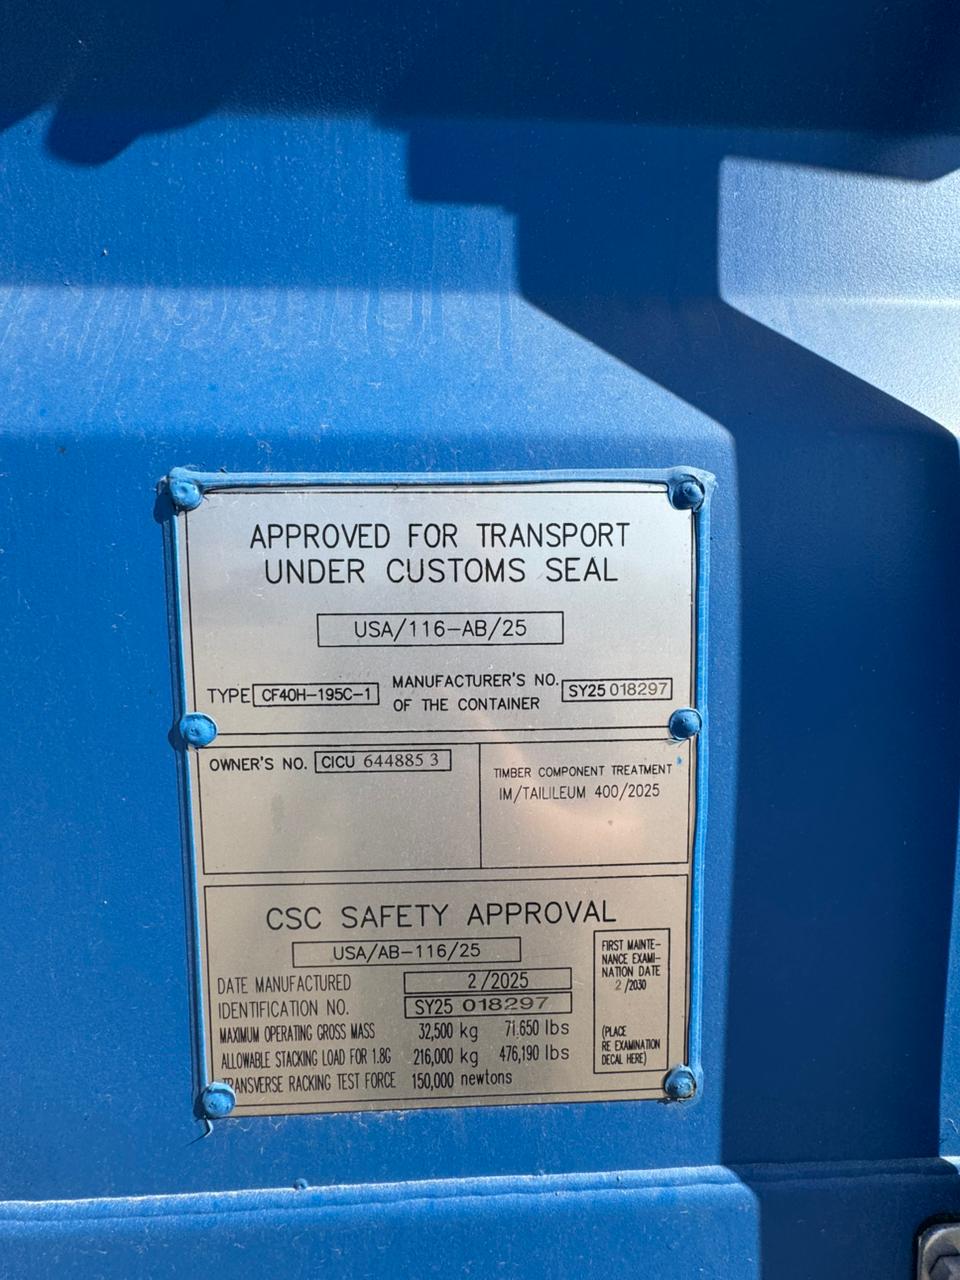 APPROVED FOR TRANSPORT
UNDER CUSTOMS SEAL
USA/116-AB/25
TYPE CF40H-195C-1 MANUFACTURER'S NO. OF THE CONTAINER SY25 018297
OWNER'S NO. CICU 644885 3
TIMBER COMPONENT TREATMENT
IM/TAILILEUM 400/2025
CSC SAFETY APPROVAL
USA/AB-116/25
DATE MANUFACTURED 2/2025
IDENTIFICATION NO. SY25 018297
MAXIMUM OPERATING GROSS MASS 32,500 kg 71,650 lbs
ALLOWABLE STACKING LOAD FOR 1.8G 216,000 kg 476,190 lbs
TRANSVERSE RACKING TEST FORCE 150,000 newtons
FIRST MAINTE-
NANCE EXAMI-
NATION DATE
2 /2030
(PLACE
RE EXAMINATION
DECAL HERE)